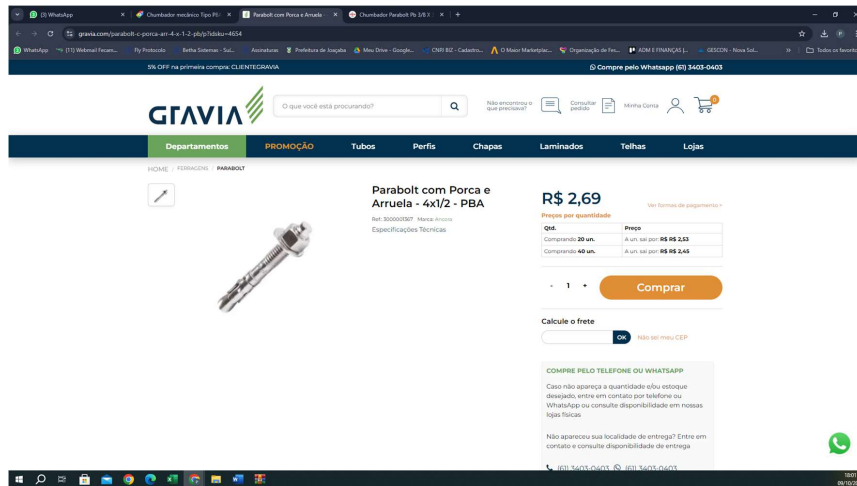 (3) WhatsApp
Chumbador mecânico Tipo PB
Parabolt com Porca e Arruela -
Chumbador Parabolt Pb 3/8 X
gravia.com/parabolt-c-porca-arr-4-x-1-2-pb/p?idsku=4654
WhatsApp
(11) Webmail Fecam...
Fly Protocolo
Betha Sistemas - Sui...
Assinaturas
Prefeitura de Joaçaba
Meu Drive - Google...
CNRI BIZ - Cadastro...
O Maior Marketplac...
Organização de Fes...
ADM E FINANÇAS |...
GESCON - Nova Sol...
Todos os favoritos
5% OFF na primeira compra: CLIENTEGRAVIA
Compre pelo Whatsapp (61) 3403-0403
GRAVIA
O que você está procurando?
Não encontrou o
que precisava?
Consultar
pedido
Minha Conta
0
Departamentos
PROMOÇÃO
Tubos
Perfis
Chapas
Laminados
Telhas
Lojas
HOME / FERRAGENS / PARABOLT
Parabolt com Porca e
Arruela - 4x1/2 - PBA
Ref: 3000001367 Marca: Ancora
Especificações Técnicas
R$ 2,69
Ver formas de pagamento >
Preços por quantidade
Qtd. Preço
Comprando 20 un. A un. sai por: R$ R$ 2,53
Comprando 40 un. A un. sai por: R$ R$ 2,45
- 1 +
Comprar
Calcule o frete
OK
Não sei meu CEP
COMPRE PELO TELEFONE OU WHATSAPP
Caso não apareça a
quantidade e/ou estoque
desejado, entre em
contato por telefone ou
WhatsApp ou consulte disponibilidade em nossas
lojas físicas
Não apareceu sua localidade de entrega? Entre em
contato e consulte disponibilidade de entrega
(61) 3403-0403
(61) 3403-0403
18:01